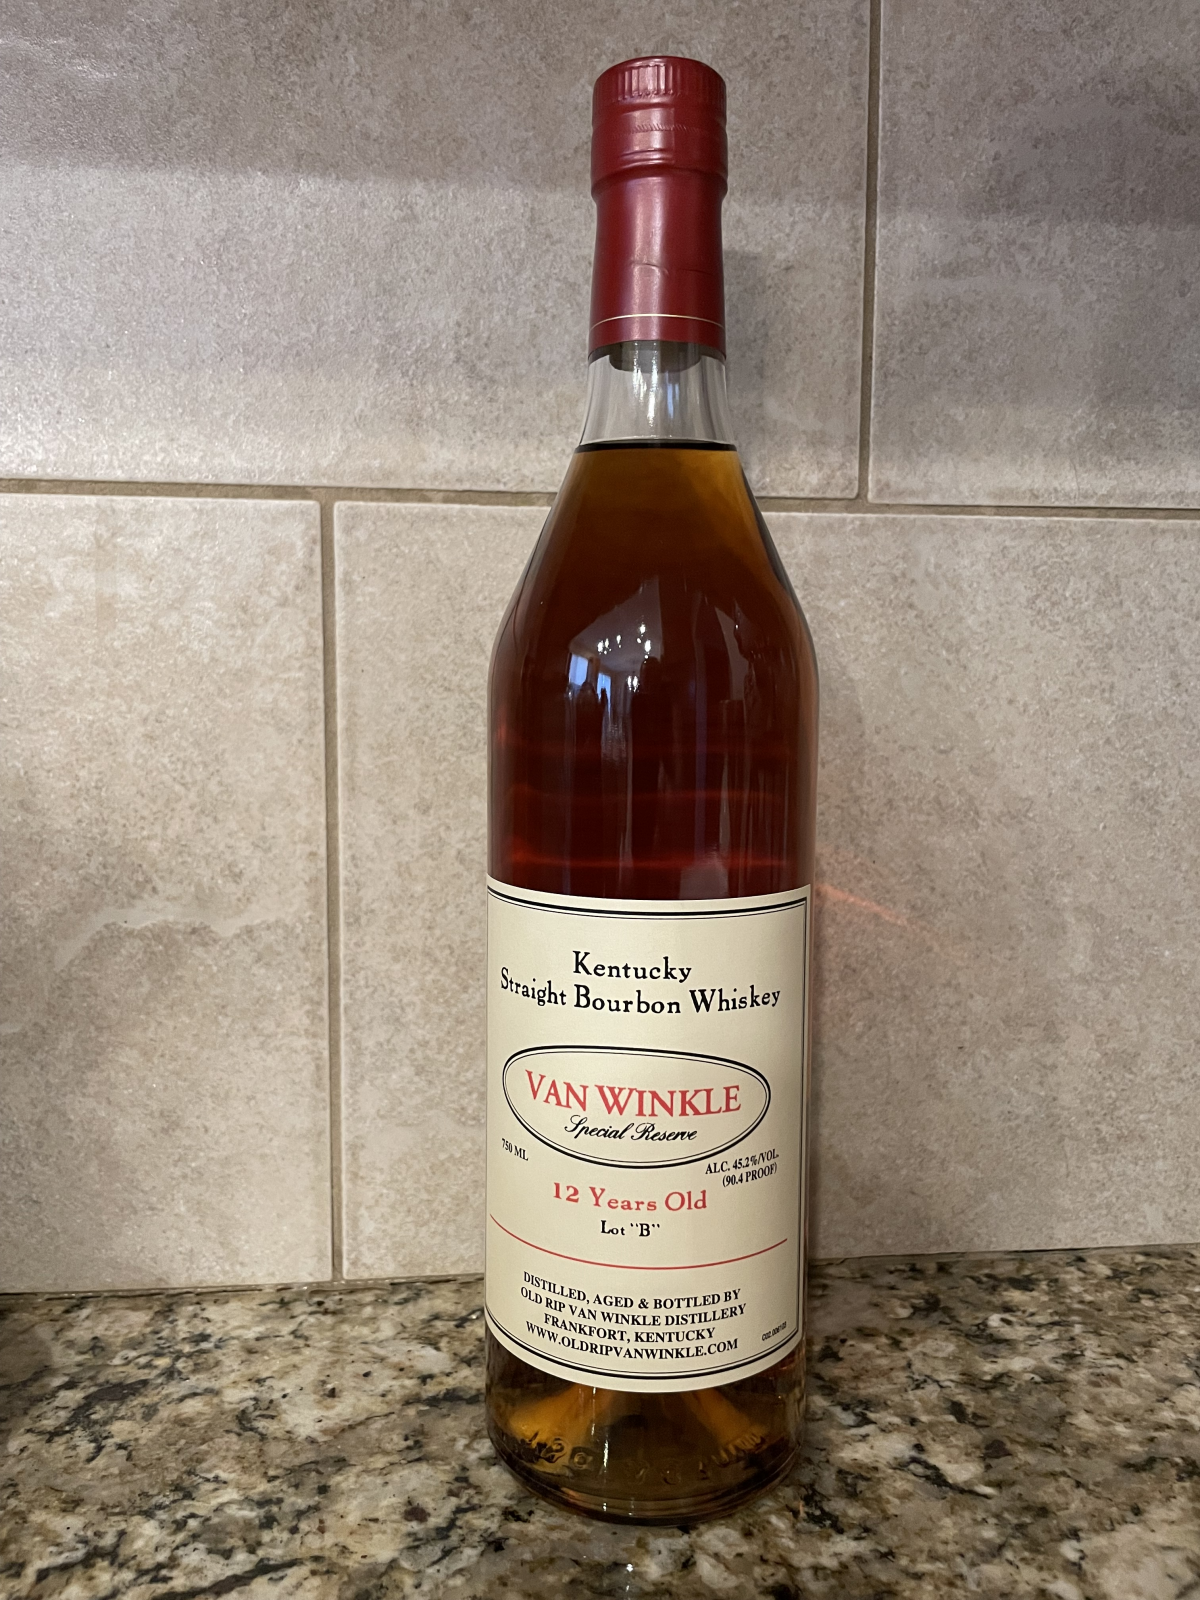 Kentucky
Straight Bourbon Whiskey
VAN WINKLE
Special Reserve
750 ML
ALC. 45.2%/VOL.
(90.4 PROOF)
12 Years Old
Lot "B"
DISTILLED, AGED & BOTTLED BY
OLD RIP VAN WINKLE DISTILLERY
FRANKFORT, KENTUCKY
WWW.OLDRIPVANWINKLE.COM